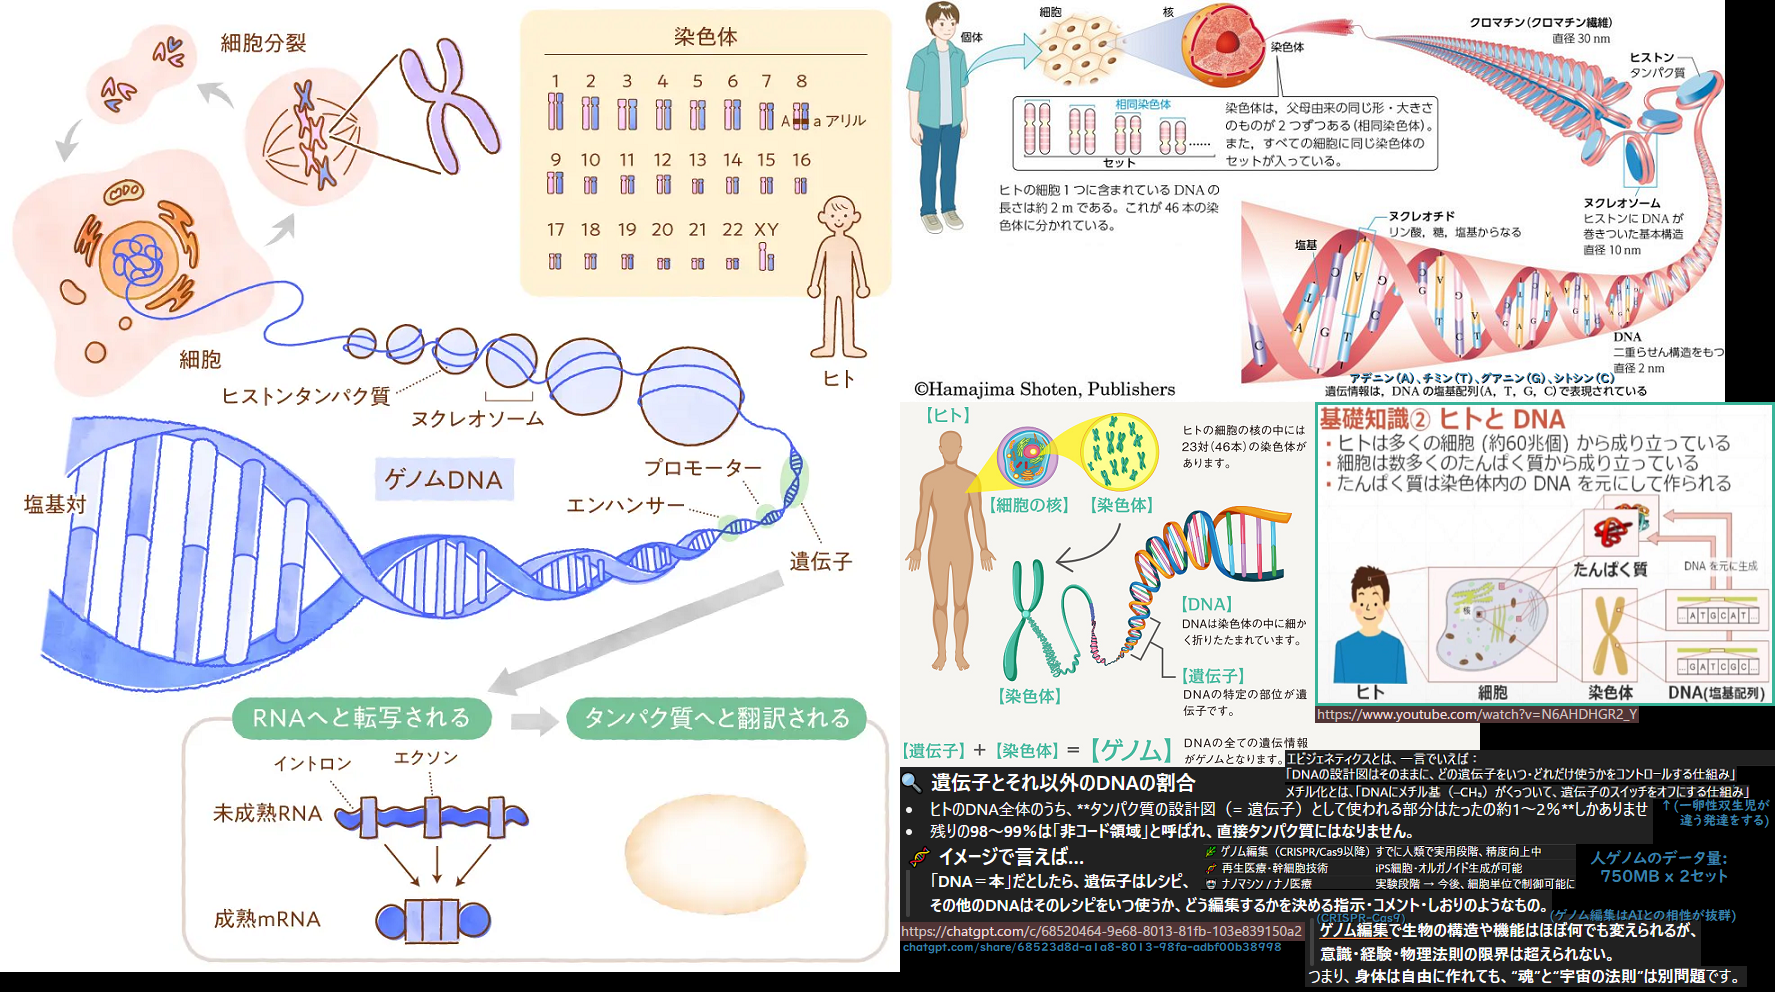 細胞分裂
細胞
ヒストンタンパク質
ヌクレオソーム
染色体
1 2 3 4 5 6 7 8
A a アリル
9 10 11 12 13 14 15 16
17 18 19 20 21 22 XY
ヒト
塩基対
ゲノムDNA
プロモーター
エンハンサー
遺伝子
RNAへと転写される
タンパク質へと翻訳される
イントロン
エクソン
未成熟RNA
成熟mRNA
個体
細胞
核
染色体
クロマチン(クロマチン繊維)
直径 30 nm
ヒストン
タンパク質
相同染色体
セット
染色体は，父母由来の同じ形・大きさ
のものが 2 つずつある(相同染色体)。
また，すべての細胞に同じ染色体の
セットが入っている。
ヒトの細胞 1 つに含まれている DNA の
長さは約 2 m である。これが 46 本の染
色体に分かれている。
ヌクレオソーム
ヒストンに DNA が
巻きついた基本構造
直径 10 nm
ヌクレオチド
リン酸，糖，塩基からなる
塩基
DNA
二重らせん構造をもつ
直径 2 nm
アデニン(A)、チミン(T)、グアニン(G)、シトシン(C)
遺伝情報は，DNA の塩基配列(A，T，G，C)で表現されている
©Hamajima Shoten, Publishers
【ヒト】
ヒトの細胞の核の中には
23対(46本)の染色体が
あります。
【細胞の核】
【染色体】
【DNA】
DNAは染色体の中に細か
く折りたたまれています。
【遺伝子】
DNAの特定の部位が遺
伝子です。
【染色体】
【遺伝子】+【染色体】=【ゲノム】
DNAの全ての遺伝情報
がゲノムとなります。
基礎知識② ヒトと DNA
・ヒトは多くの細胞 (約60兆個) から成り立っている
・細胞は数多くのたんぱく質から成り立っている
・たんぱく質は染色体内の DNA を元にして作られる
たんぱく質
DNA を元に生成
核
...ATGCAT...
...GATCGC...
ヒト
細胞
染色体
DNA(塩基配列)
https://www.youtube.com/watch?v=N6AHDHGR2_Y
エピジェネティクスとは、一言でいえば：
「DNAの設計図はそのままに、どの遺伝子をいつ・どれだけ使うかをコントロールする仕組み」
メチル化とは、「DNAにメチル基（–CH₃）がくっついて、遺伝子のスイッチをオフにする仕組み」
↑(一卵性双生児が
違う発達をする)
🔍 遺伝子とそれ以外のDNAの割合
• ヒトのDNA全体のうち、**タンパク質の設計図（= 遺伝子）として使われる部分はたったの約1〜2%**しかありませ
• 残りの98〜99%は「非コード領域」と呼ばれ、直接タンパク質にはなりません。
🧬 イメージで言えば...
「DNA＝本」だとしたら、遺伝子はレシピ、
その他のDNAはそのレシピをいつ使うか、どう編集するかを決める指示・コメント・しおりのようなもの。
ゲノム編集（CRISPR/Cas9以降） すでに人類で実用段階、精度向上中
再生医療・幹細胞技術 iPS細胞・オルガノイド生成が可能
ナノマシン / ナノ医療 実験段階 → 今後、細胞単位で制御可能に
人ゲノムのデータ量:
750MB x 2セット
https://chatgpt.com/c/68520464-9e68-8013-81fb-103e839150a2
chatgpt.com/share/68523d8d-a1a8-8013-98fa-adbf00b38998
(CRISPR-Cas9)
(ゲノム編集はAIとの相性が抜群)
ゲノム編集で生物の構造や機能はほぼ何でも変えられるが、
意識・経験・物理法則の限界は超えられない。
つまり、身体は自由に作れても、“魂”と“宇宙の法則”は別問題です。